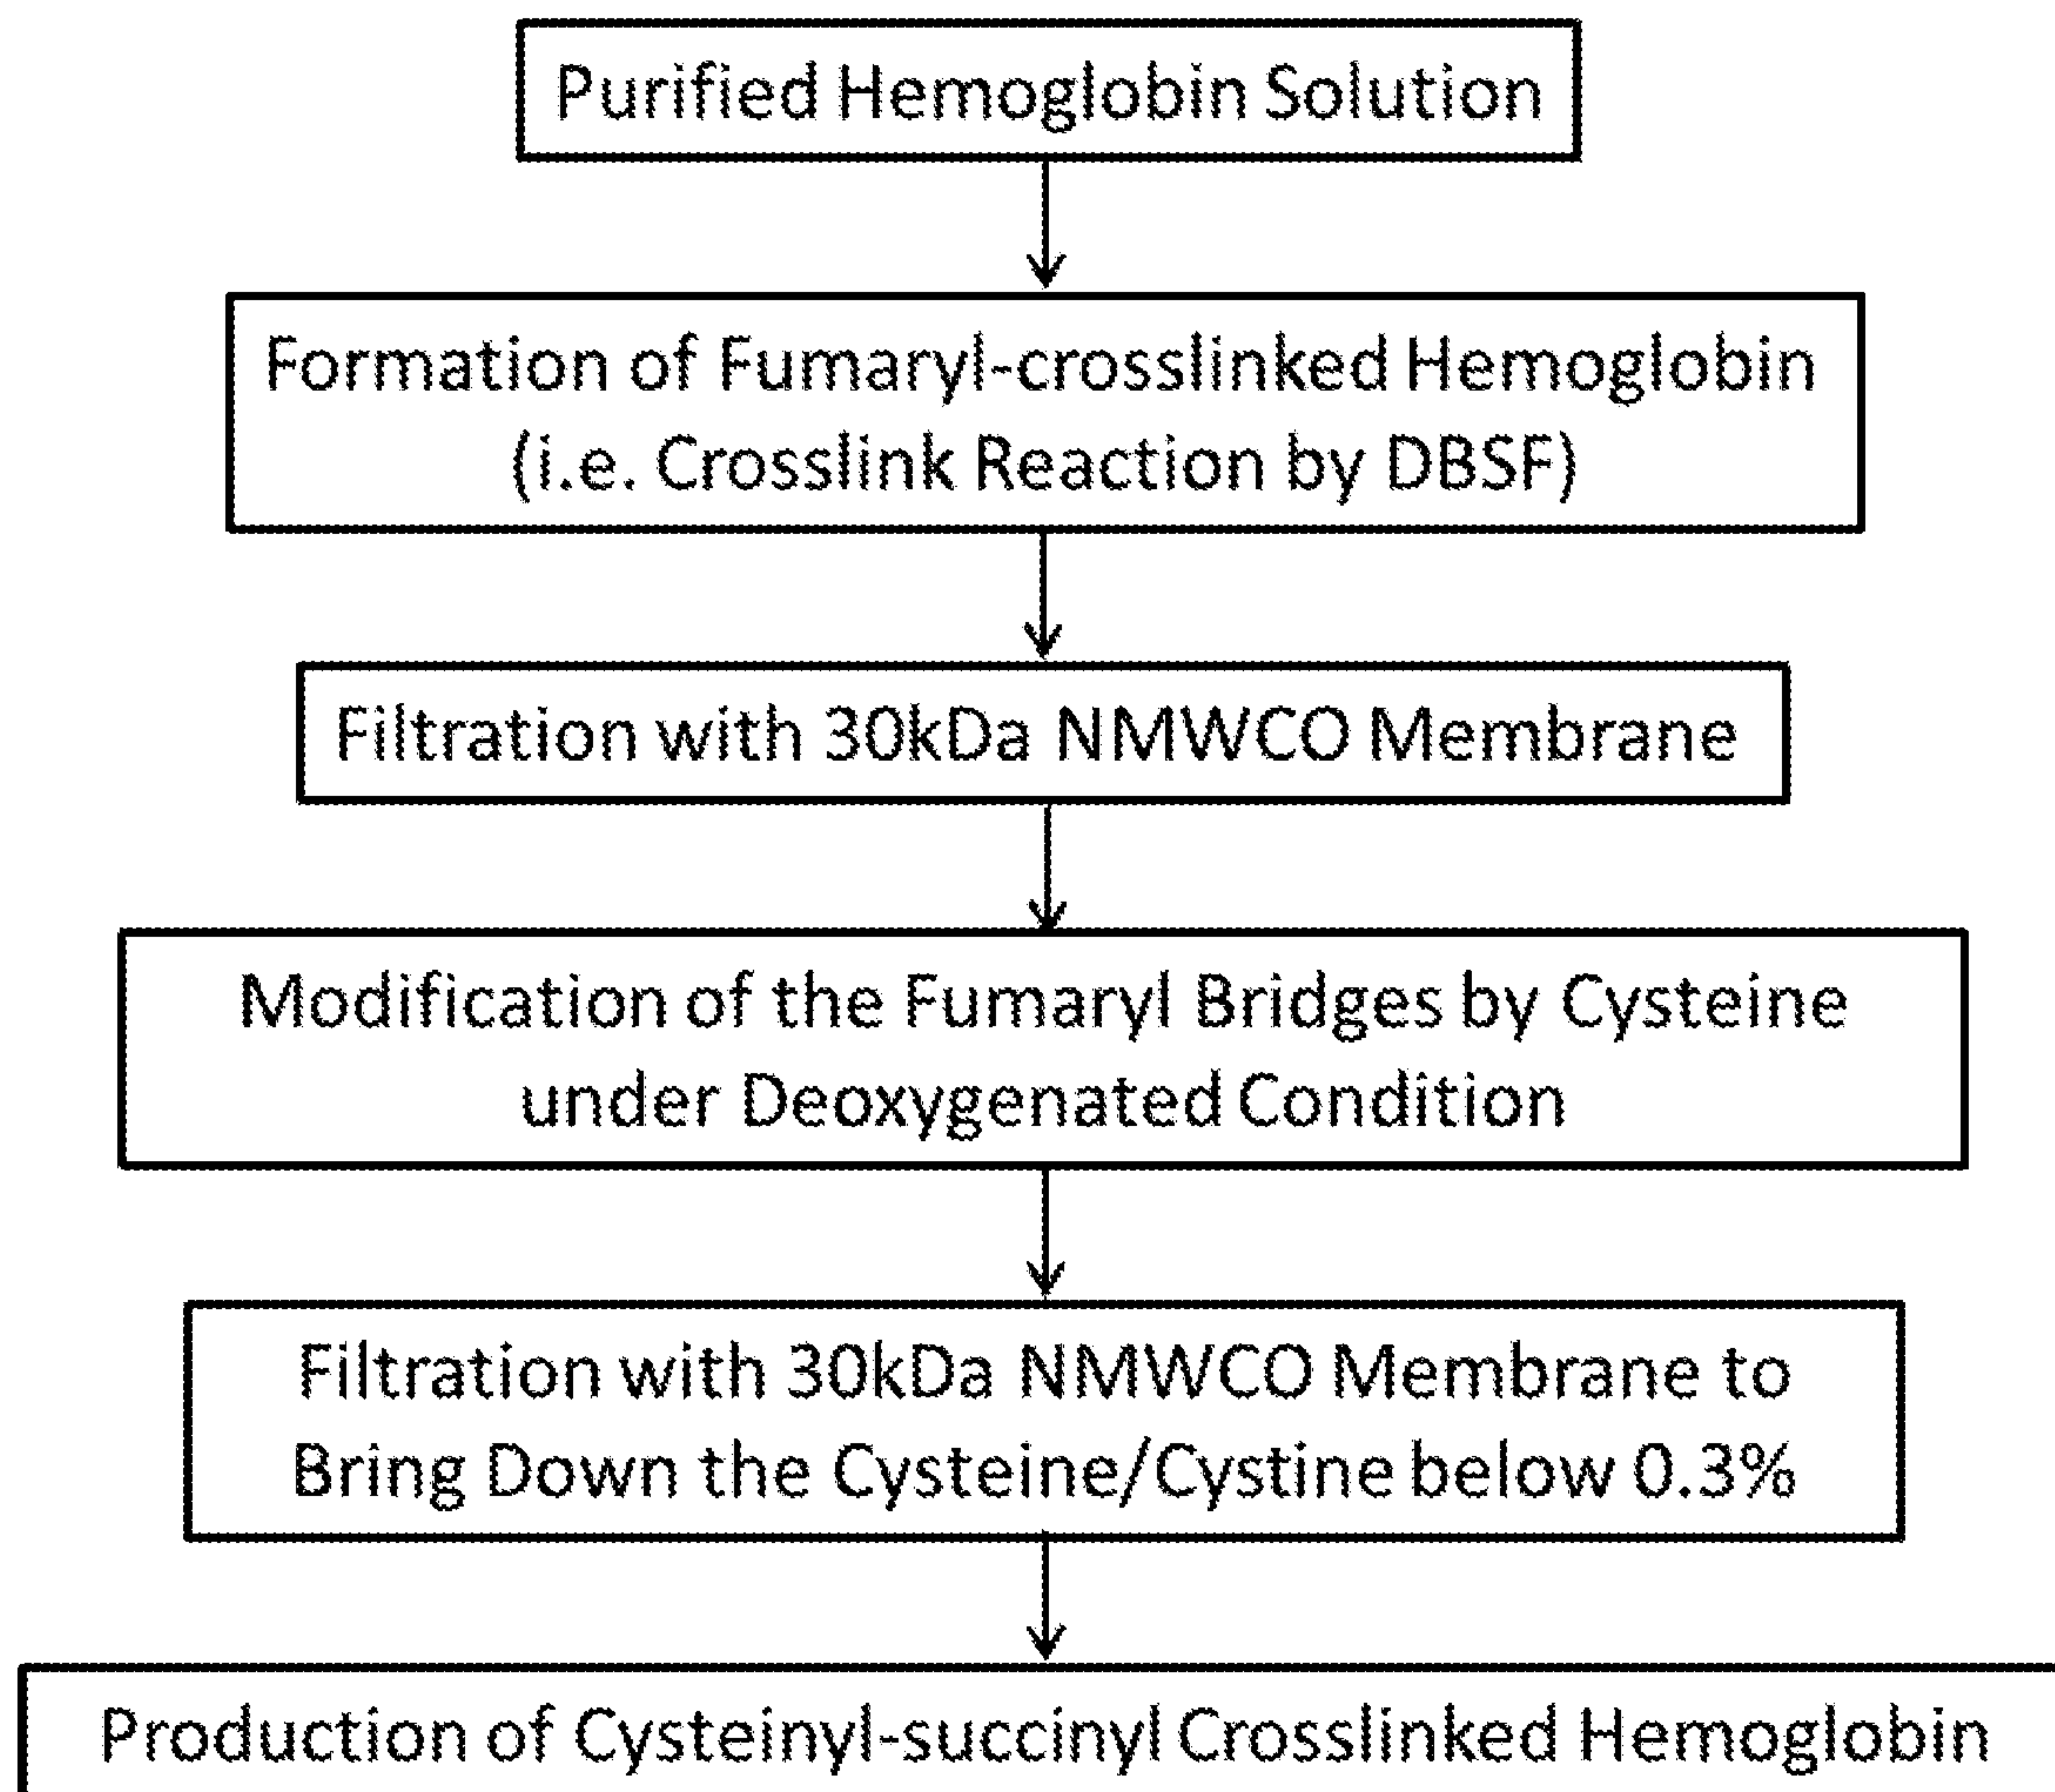 Purified Hemoglobin Solution
Formation of Fumaryl-crosslinked Hemoglobin
(i.e. Crosslink Reaction by DBSF)
Filtration with 30kDa NMWCO Membrane
Modification of the Fumaryl Bridges by Cysteine
under Deoxygenated Condition
Filtration with 30kDa NMWCO Membrane to
Bring Down the Cysteine/Cystine below 0.3%
Production of Cysteinyl-succinyl Crosslinked Hemoglobin